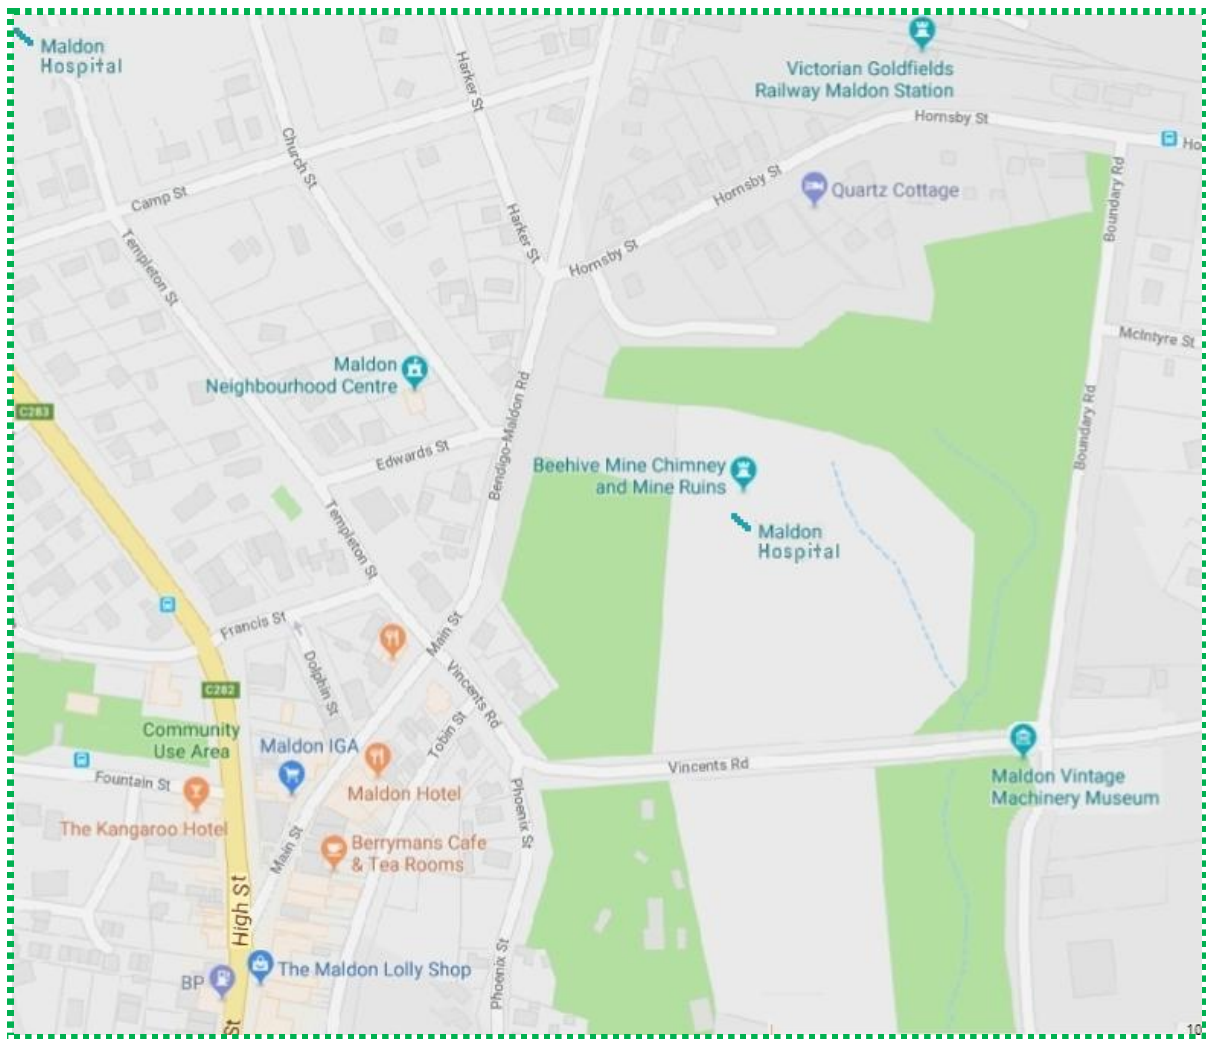 Maldon
Hospital
Victorian Goldfields
Railway Maldon Station
Harker St
Hornsby St
Ho
Church St
Boundary Rd
Hornsby St
Quartz Cottage
Camp St
Harker St
Templeton St
Hornsby St
McIntyre St
Maldon
Neighbourhood Centre
C283
Bendigo-Maldon Rd
Boundary Rd
Edwards St
Beehive Mine Chimney
and Mine Ruins
Templeton St
Maldon
Hospital
Francis St
Main St
Dolphin St
Vincents Rd
C282
Community
Use Area
Maldon IGA
Tobin St
Vincents Rd
Fountain St
Maldon Hotel
Phoenix St
Maldon Vintage
Machinery Museum
The Kangaroo Hotel
Main St
Berrymans Cafe
& Tea Rooms
High St
Phoenix St
BP
The Maldon Lolly Shop
St
10